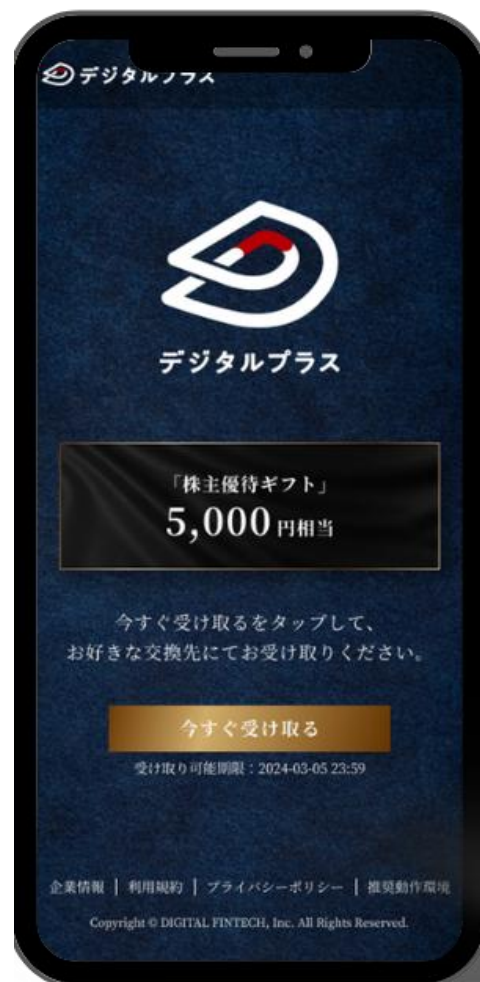 デジタルプラス
デジタルプラス
「株主優待ギフト」
5,000円相当
今すぐ受け取るをタップして、
お好きな交換先にてお受け取りください。
今すぐ受け取る
受け取り可能期限：2024-03-05 23:59
企業情報 | 利用規約 | プライバシーポリシー | 推奨動作環境
Copyright © DIGITAL FINTECH, Inc. All Rights Reserved.